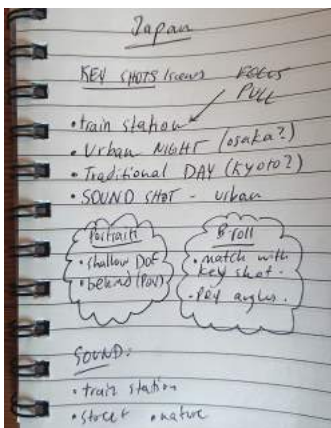 Japan
KEY SHOTS/scenes
FOCUS
PULL
• train station
• Urban NIGHT (osaka?)
• Traditional DAY (kyoto?)
• SOUND SHOT - urban
Portraits
• shallow DOF
• behind (POV)
B roll
• match with
key shot.
angles.
SOUND:
• train station
• street • nature